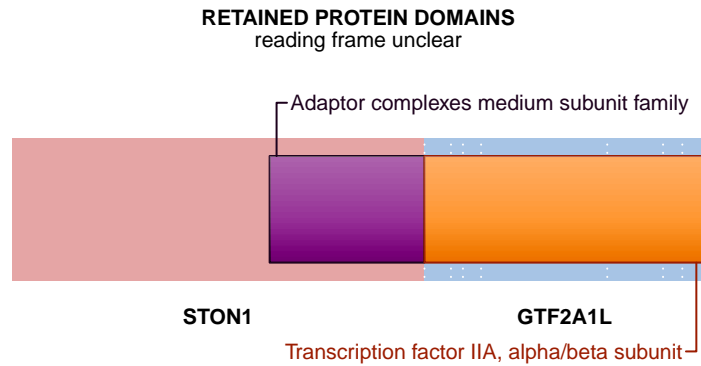 RETAINED PROTEIN DOMAINS
reading frame unclear
Adaptor complexes medium subunit family
STON1
GTF2A1L
Transcription factor IIA, alpha/beta subunit